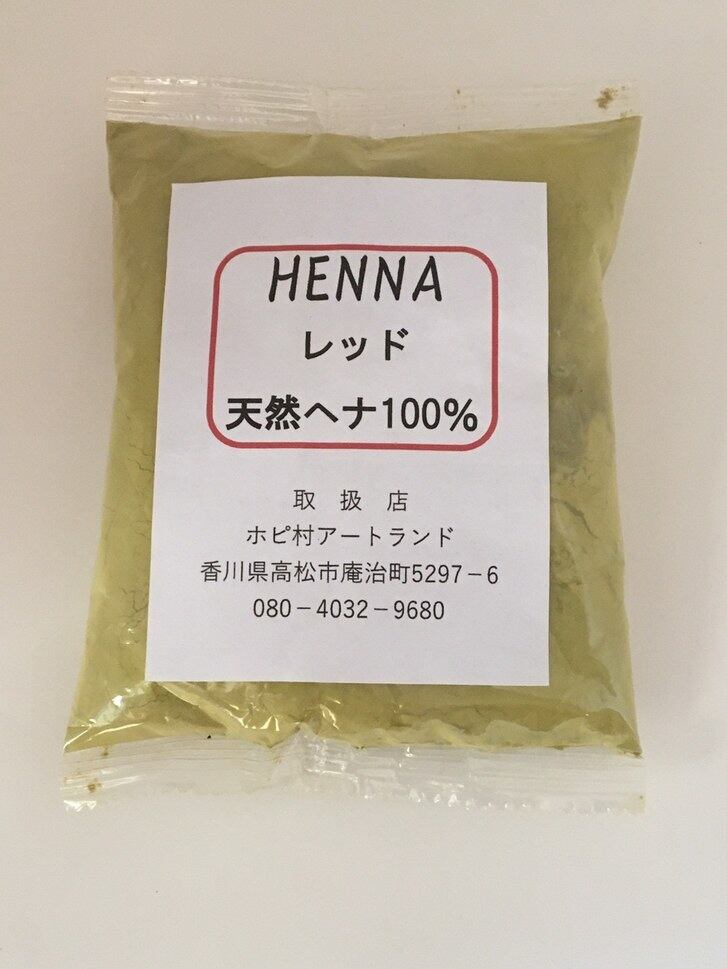 HENNA
レッド
天然ヘナ100%
取 扱 店
ホピ村アートランド
香川県高松市庵治町5297－6
080－4032－9680